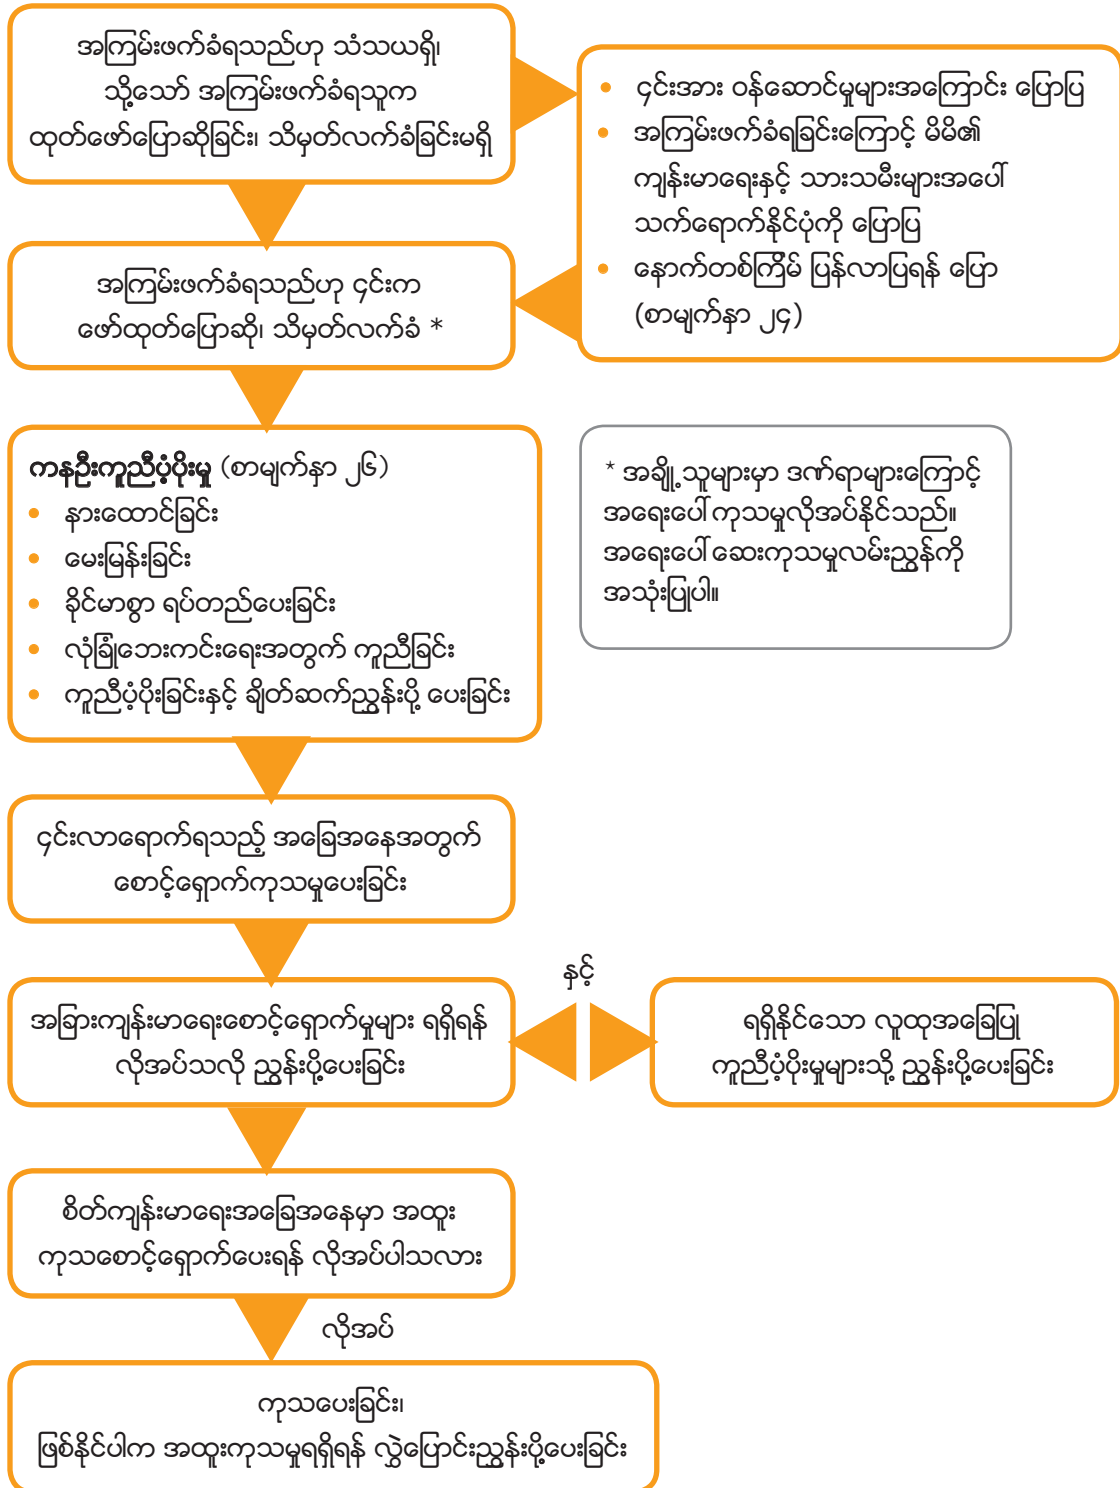 အကြမ်းဖက်ခံရသည်ဟု သံသယရှိ၊
သို့သော် အကြမ်းဖက်ခံရသူက
ထုတ်ဖော်ပြောဆိုခြင်း၊ သိမှတ်လက်ခံခြင်းမရှိ
• ၄င်းအား ဝန်ဆောင်မှုများအကြောင်း ပြောပြ
• အကြမ်းဖက်ခံရခြင်းကြောင့် မိမိ၏
ကျန်းမာရေးနှင့် သားသမီးများအပေါ်
သက်ရောက်နိုင်ပုံကို ပြောပြ
• နောက်တစ်ကြိမ် ပြန်လာပြရန် ပြော
(စာမျက်နှာ ၂၄)
အကြမ်းဖက်ခံရသည်ဟု ၄င်းက
ဖော်ထုတ်ပြောဆို၊ သိမှတ်လက်ခံ *
ကနဦးကူညီပံ့ပိုးမှု (စာမျက်နှာ ၂၆)
• နားထောင်ခြင်း
• မေးမြန်းခြင်း
• ခိုင်မာစွာ ရပ်တည်ပေးခြင်း
• လုံခြုံဘေးကင်းရေးအတွက် ကူညီခြင်း
• ကူညီပံ့ပိုးခြင်းနှင့် ချိတ်ဆက်ညွှန်းပို့ ပေးခြင်း
* အချို့သူများမှာ ဒဏ်ရာများကြောင့်
အရေးပေါ် ကုသမှုလိုအပ်နိုင်သည်။
အရေးပေါ် ဆေးကုသမှုလမ်းညွှန်ကို
အသုံးပြုပါ။
၄င်းလာရောက်ရသည့် အခြေအနေအတွက်
စောင့်ရှောက်ကုသမှုပေးခြင်း
အခြားကျန်းမာရေးစောင့်ရှောက်မှုများ ရရှိရန်
လိုအပ်သလို ညွှန်းပို့ပေးခြင်း
နှင့်
ရရှိနိုင်သော လူထုအခြေပြု
ကူညီပံ့ပိုးမှုများသို့ ညွှန်းပို့ပေးခြင်း
စိတ်ကျန်းမာရေးအခြေအနေမှာ အထူး
ကုသစောင့်ရှောက်ပေးရန် လိုအပ်ပါသလား
လိုအပ်
ကုသပေးခြင်း၊
ဖြစ်နိုင်ပါက အထူးကုသမှုရရှိရန် လွှဲပြောင်းညွှန်းပို့ပေးခြင်း